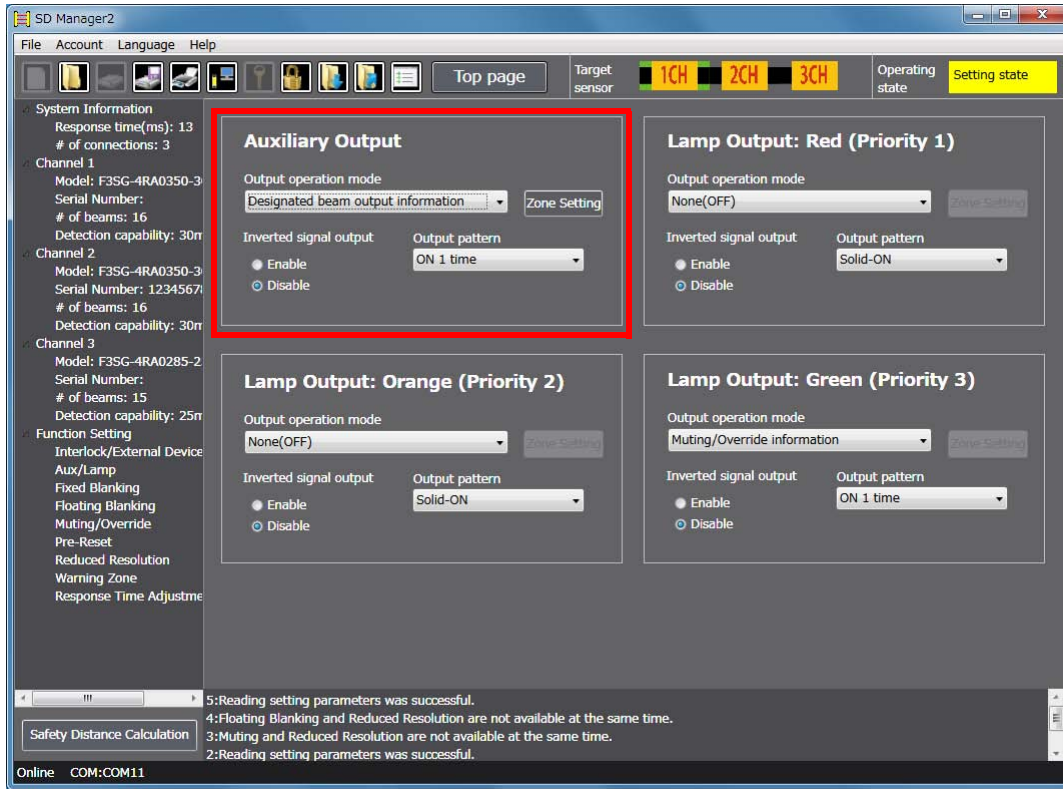 SD Manager2
File Account Language Help
Top page
Target sensor
1CH 2CH 3CH
Operating state
Setting state
System Information
Response time(ms): 13
# of connections: 3
Channel 1
Model: F3SG-4RA0350-3
Serial Number:
# of beams: 16
Detection capability: 30m
Channel 2
Model: F3SG-4RA0350-3
Serial Number: 1234567
# of beams: 16
Detection capability: 30m
Channel 3
Model: F3SG-4RA0285-2
Serial Number:
# of beams: 15
Detection capability: 25m
Function Setting
Interlock/External Device
Aux/Lamp
Fixed Blanking
Floating Blanking
Muting/Override
Pre-Reset
Reduced Resolution
Warning Zone
Response Time Adjustme
Safety Distance Calculation
Auxiliary Output
Output operation mode
Designated beam output information
Zone Setting
Inverted signal output
Output pattern
Enable
ON 1 time
Disable
Lamp Output: Red (Priority 1)
Output operation mode
None(OFF)
Zone Setting
Inverted signal output
Output pattern
Enable
Solid-ON
Disable
Lamp Output: Orange (Priority 2)
Output operation mode
None(OFF)
Zone Setting
Inverted signal output
Output pattern
Enable
Solid-ON
Disable
Lamp Output: Green (Priority 3)
Output operation mode
Muting/Override information
Zone Setting
Inverted signal output
Output pattern
Enable
ON 1 time
Disable
5:Reading setting parameters was successful.
4:Floating Blanking and Reduced Resolution are not available at the same time.
3:Muting and Reduced Resolution are not available at the same time.
2:Reading setting parameters was successful.
Online COM:COM11